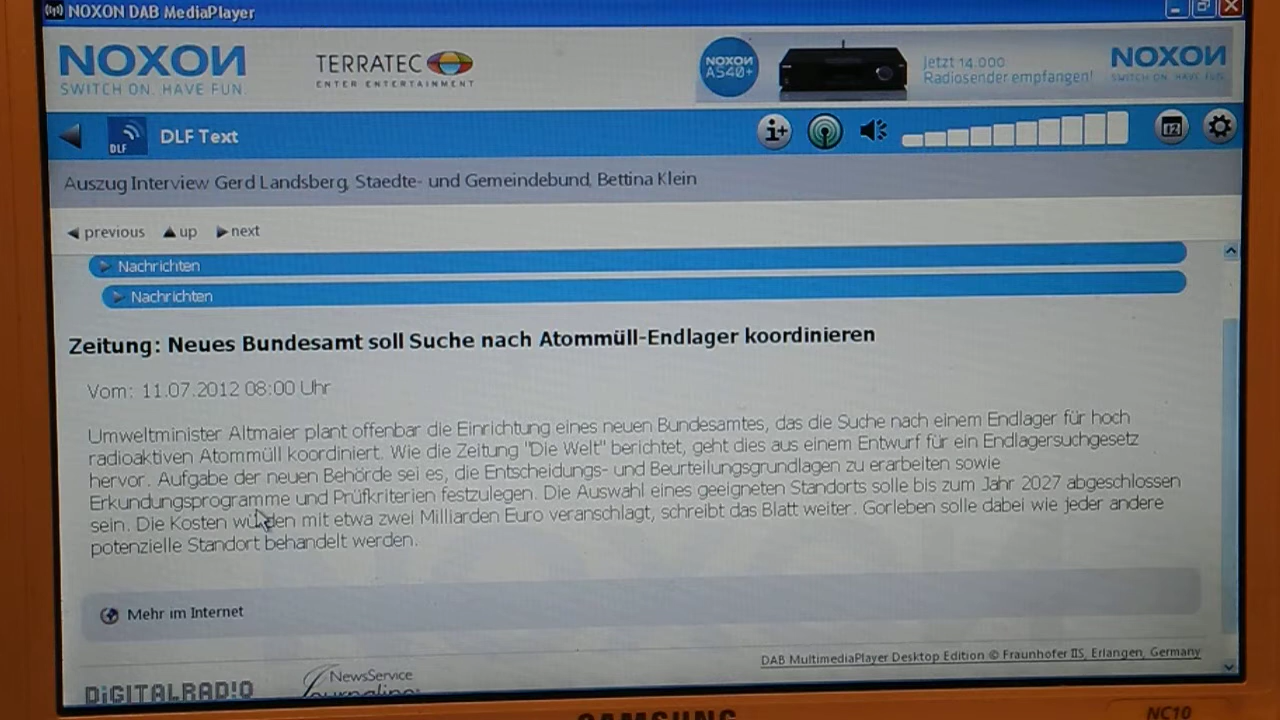 NOXON DAB MediaPlayer
NOXON
SWITCH ON. HAVE FUN.
TERRATEC
ENTER ENTERTAINMENT
NOXON
A540+
Jetzt 14.000
Radiosender empfangen!
NOXON
SWITCH ON. HAVE FUN.
DLF
DLF Text
i+
12
Auszug Interview Gerd Landsberg, Staedte- und Gemeindebund, Bettina Klein
previous up next
Nachrichten
Nachrichten
Zeitung: Neues Bundesamt soll Suche nach Atommüll-Endlager koordinieren
Vom: 11.07.2012 08:00 Uhr
Umweltminister Altmaier plant offenbar die Einrichtung eines neuen Bundesamtes, das die Suche nach einem Endlager für hoch
radioaktiven Atommüll koordiniert. Wie die Zeitung "Die Welt" berichtet, geht dies aus einem Entwurf für ein Endlagersuchgesetz
hervor. Aufgabe der neuen Behörde sei es, die Entscheidungs- und Beurteilungsgrundlagen zu erarbeiten sowie
Erkundungsprogramme und Prüfkriterien festzulegen. Die Auswahl eines geeigneten Standorts solle bis zum Jahr 2027 abgeschlossen
sein. Die Kosten würden mit etwa zwei Milliarden Euro veranschlagt, schreibt das Blatt weiter. Gorleben solle dabei wie jeder andere
potenzielle Standort behandelt werden.
Mehr im Internet
DAB MultimediaPlayer Desktop Edition © Fraunhofer IIS, Erlangen, Germany
DiGITALRAD!O
NewsService
Journaline
SAMSUNG
NC10